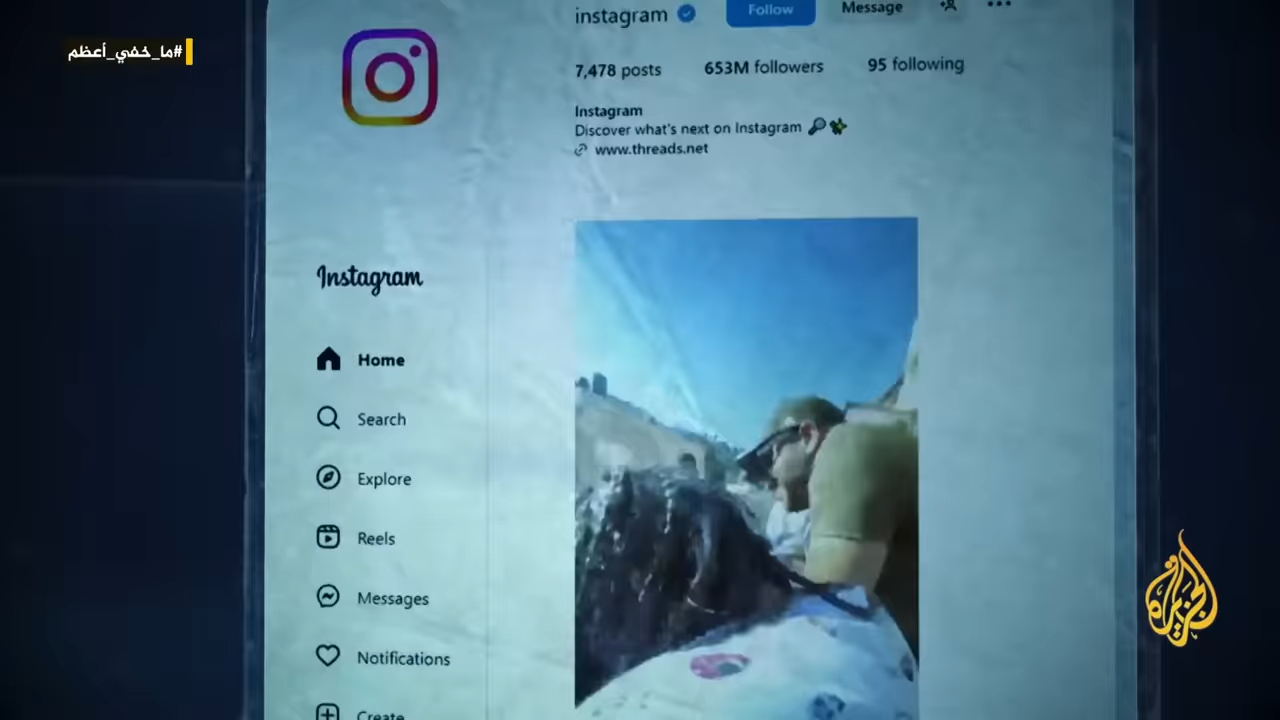 #ما_خفي_أعظم
instagram
Follow
Message
7,478 posts
653M followers
95 following
Instagram
Discover what's next on Instagram
www.threads.net
Instagram
Home
Search
Explore
Reels
Messages
Notifications
Create
الجزيرة